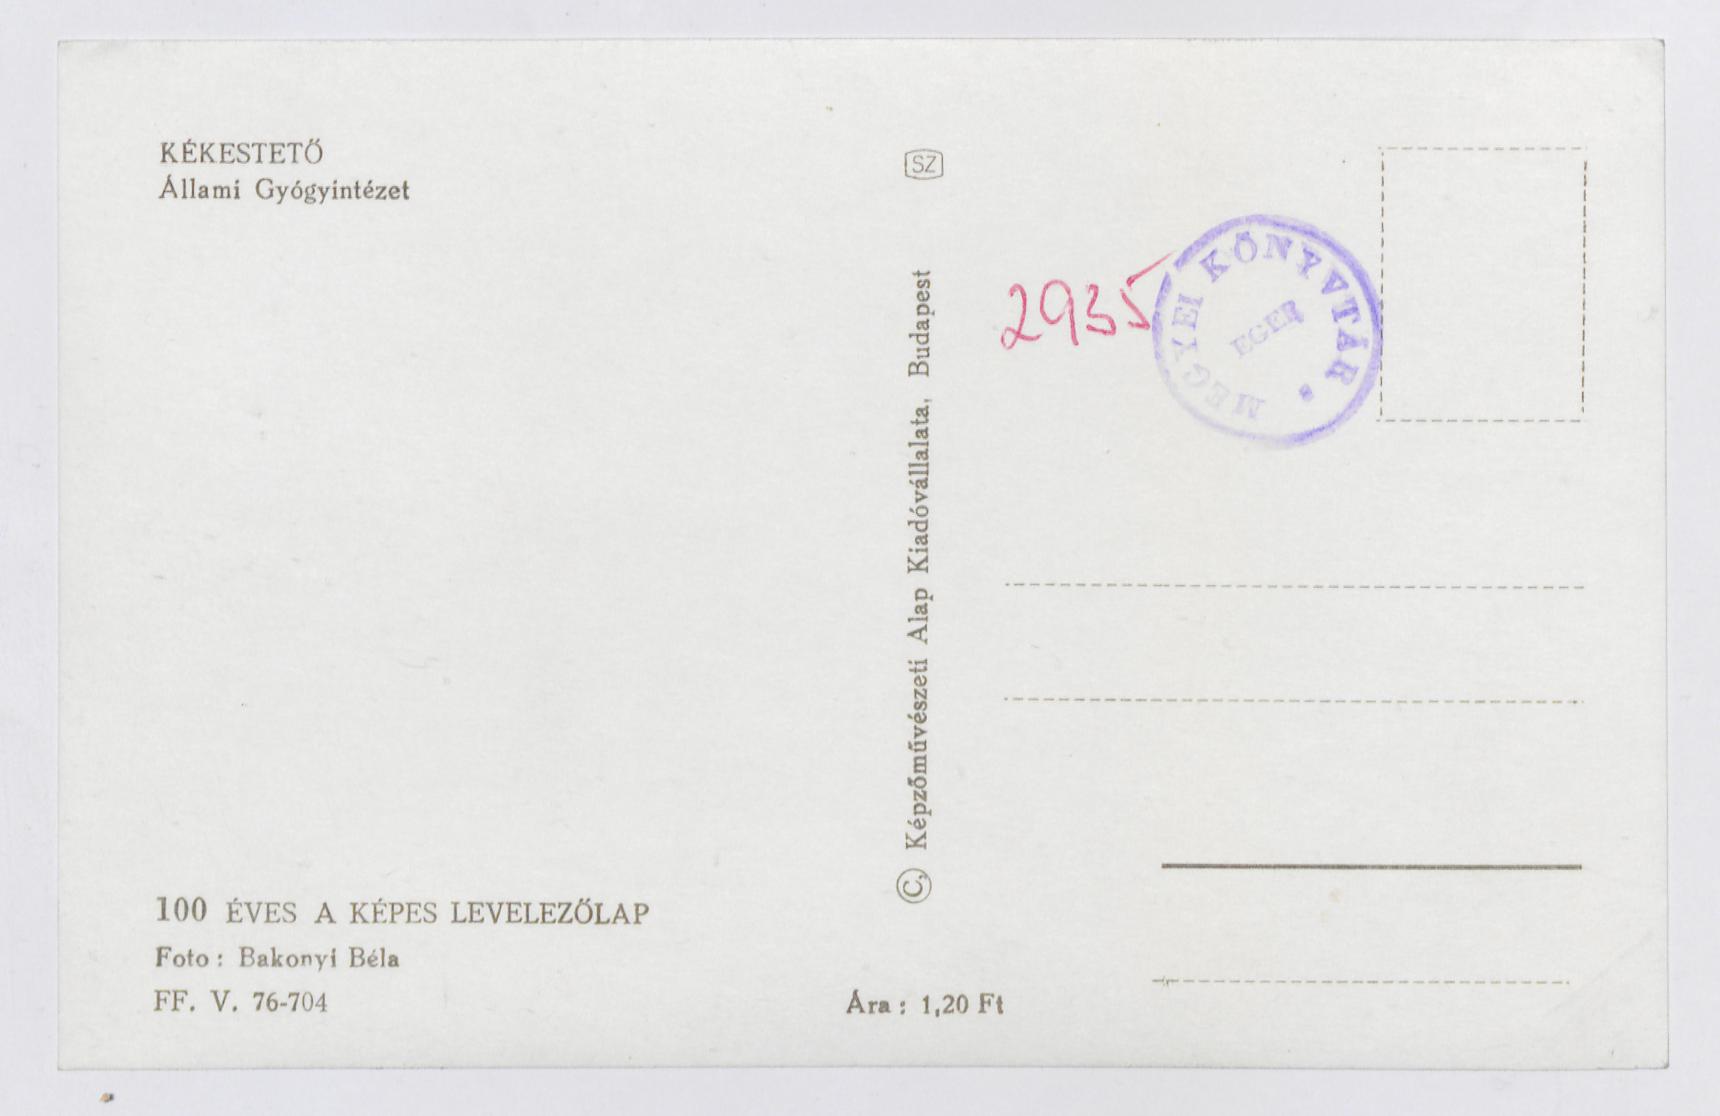 KÉKESTETŐ
Állami Gyógyintézet
100 ÉVES A KÉPES LEVELEZŐLAP
Foto : Bakonyi Béla
FF. V. 76-704
SZ
© Képzőművészeti Alap Kiadóvállalata, Budapest
Ára : 1,20 Ft
2935
MEGYEI KÖNYVTÁR
EGER